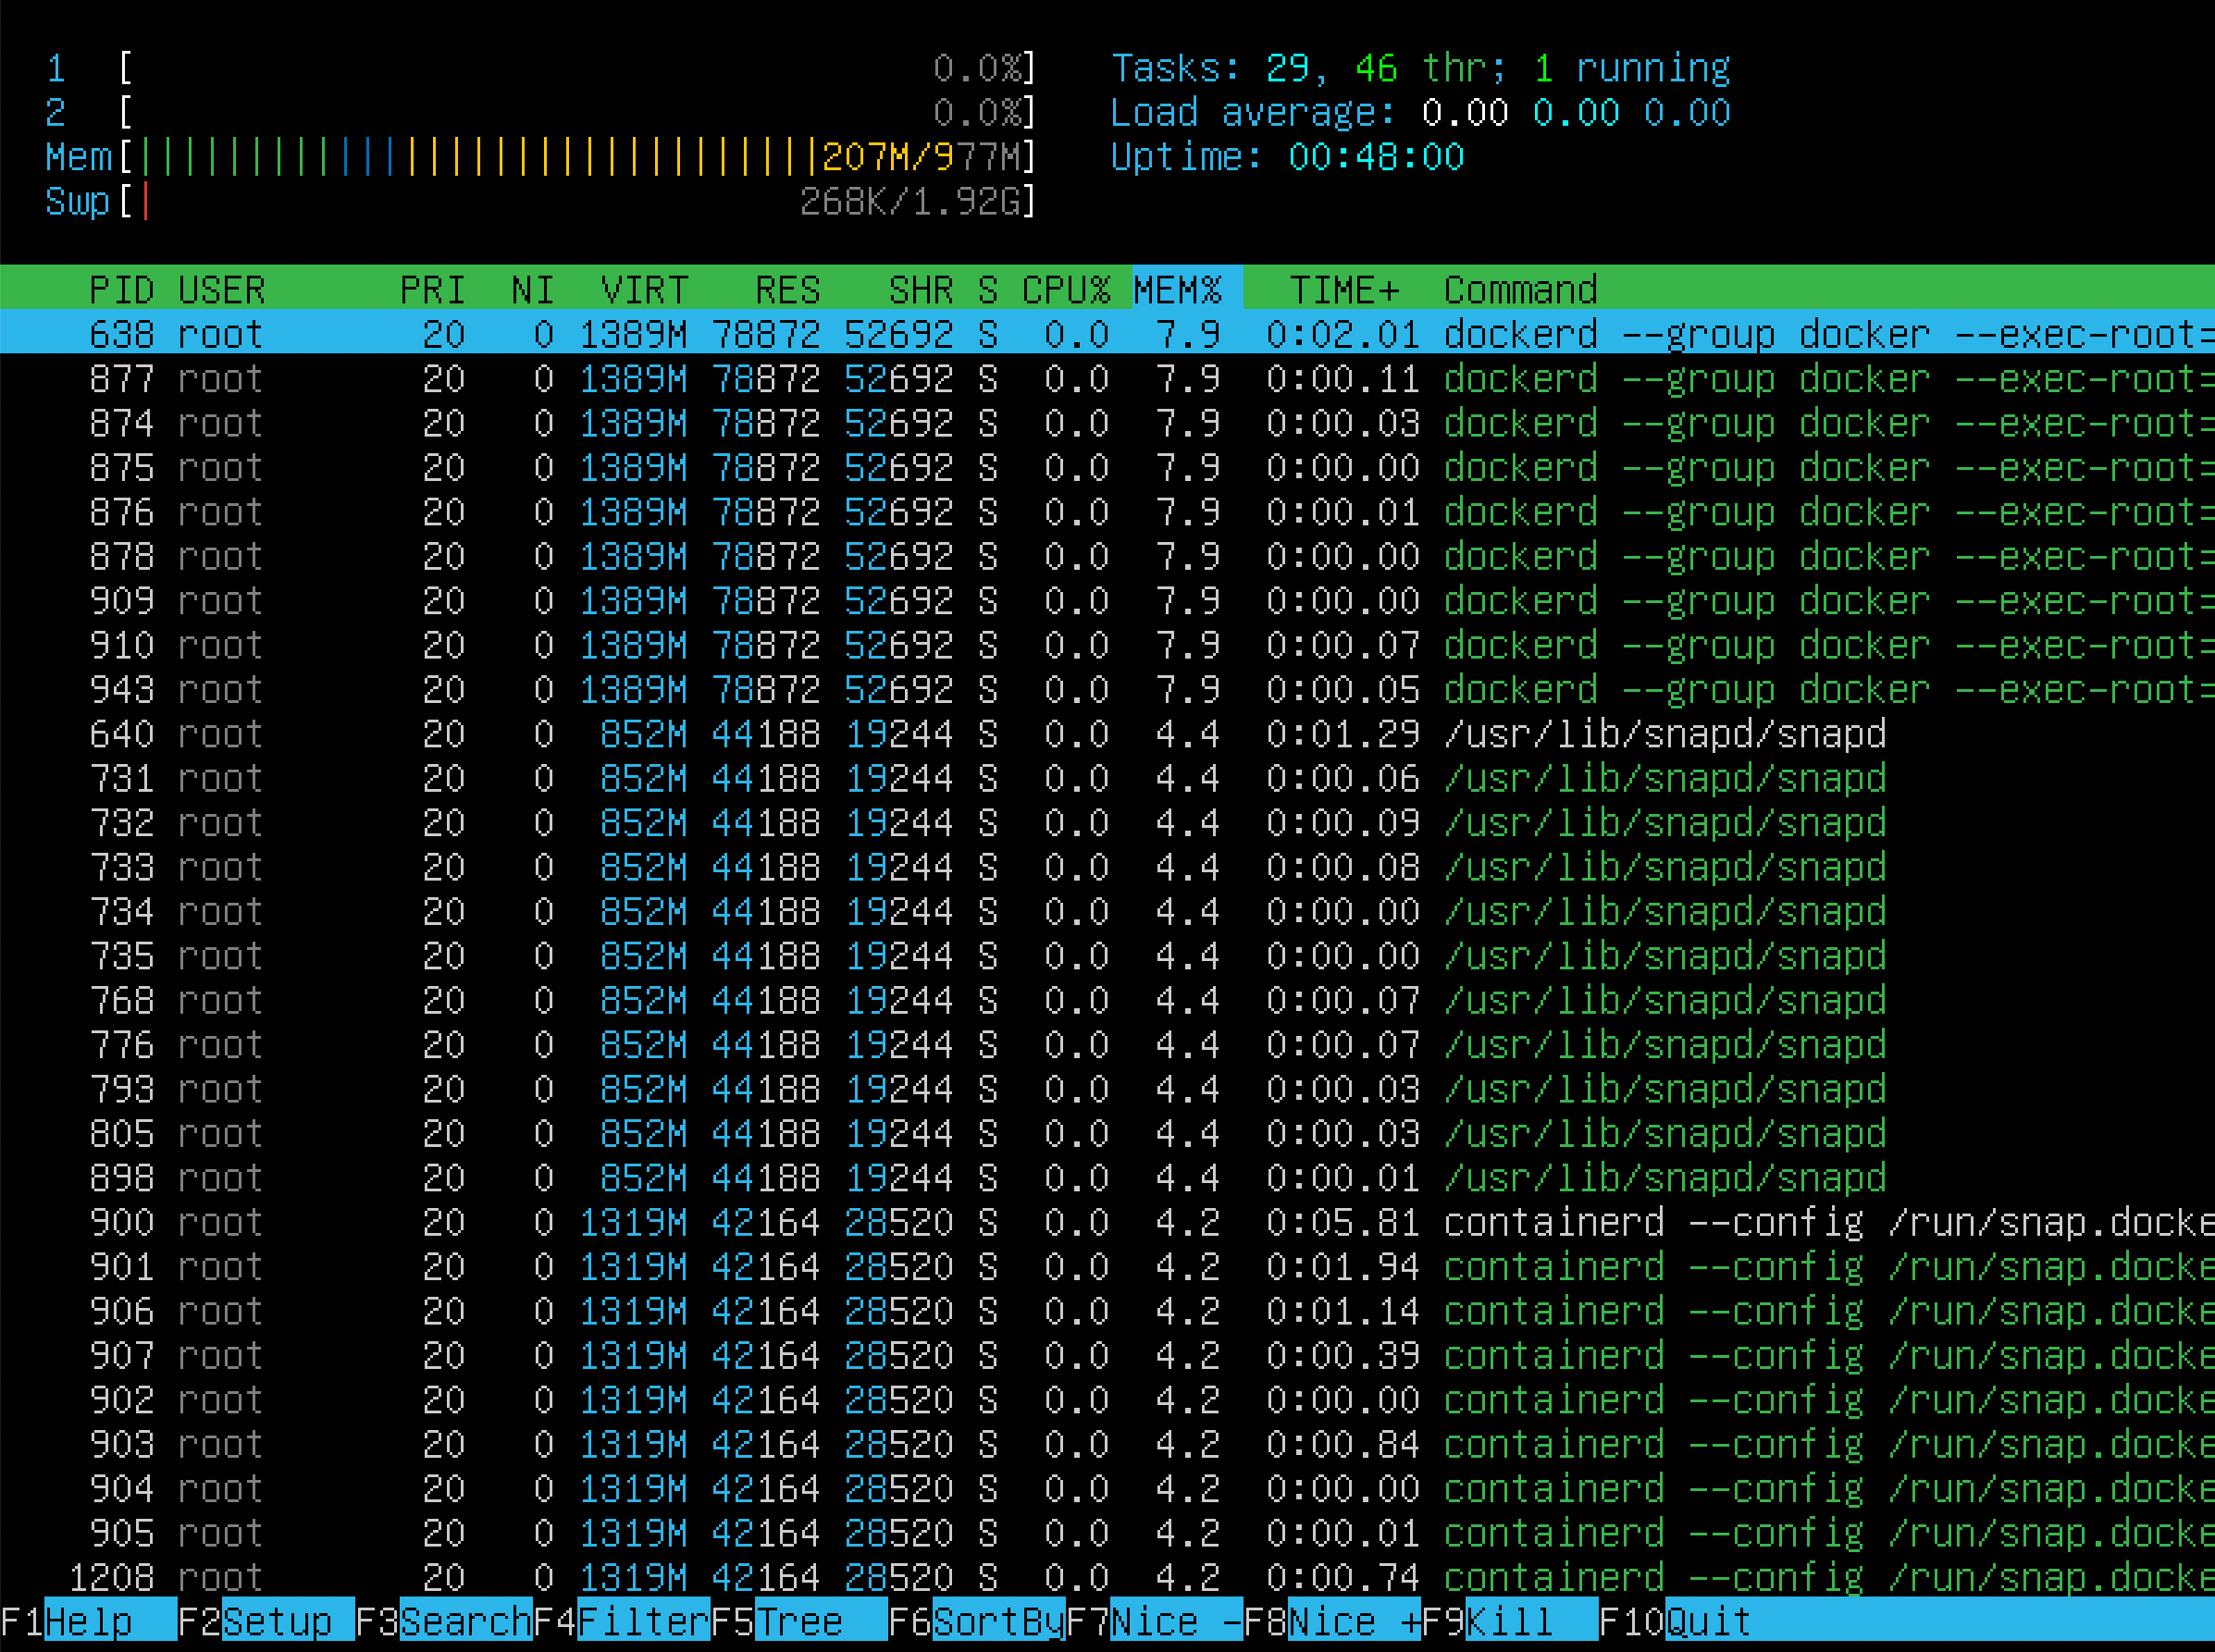 1 [ 0.0%] Tasks: 29, 46 thr; 1 running
2 [ 0.0%] Load average: 0.00 0.00 0.00
Mem[|||||||||||||||||||||||||||||||207M/977M] Uptime: 00:48:00
Swp[| 268K/1.92G]
PID USER PRI NI VIRT RES SHR S CPU% MEM% TIME+ Command
638 root 20 0 1389M 78872 52692 S 0.0 7.9 0:02.01 dockerd --group docker --exec-root=
877 root 20 0 1389M 78872 52692 S 0.0 7.9 0:00.11 dockerd --group docker --exec-root=
874 root 20 0 1389M 78872 52692 S 0.0 7.9 0:00.03 dockerd --group docker --exec-root=
875 root 20 0 1389M 78872 52692 S 0.0 7.9 0:00.00 dockerd --group docker --exec-root=
876 root 20 0 1389M 78872 52692 S 0.0 7.9 0:00.01 dockerd --group docker --exec-root=
878 root 20 0 1389M 78872 52692 S 0.0 7.9 0:00.00 dockerd --group docker --exec-root=
909 root 20 0 1389M 78872 52692 S 0.0 7.9 0:00.00 dockerd --group docker --exec-root=
910 root 20 0 1389M 78872 52692 S 0.0 7.9 0:00.07 dockerd --group docker --exec-root=
943 root 20 0 1389M 78872 52692 S 0.0 7.9 0:00.05 dockerd --group docker --exec-root=
640 root 20 0 852M 44188 19244 S 0.0 4.4 0:01.29 /usr/lib/snapd/snapd
731 root 20 0 852M 44188 19244 S 0.0 4.4 0:00.06 /usr/lib/snapd/snapd
732 root 20 0 852M 44188 19244 S 0.0 4.4 0:00.09 /usr/lib/snapd/snapd
733 root 20 0 852M 44188 19244 S 0.0 4.4 0:00.08 /usr/lib/snapd/snapd
734 root 20 0 852M 44188 19244 S 0.0 4.4 0:00.00 /usr/lib/snapd/snapd
735 root 20 0 852M 44188 19244 S 0.0 4.4 0:00.00 /usr/lib/snapd/snapd
768 root 20 0 852M 44188 19244 S 0.0 4.4 0:00.07 /usr/lib/snapd/snapd
776 root 20 0 852M 44188 19244 S 0.0 4.4 0:00.07 /usr/lib/snapd/snapd
793 root 20 0 852M 44188 19244 S 0.0 4.4 0:00.03 /usr/lib/snapd/snapd
805 root 20 0 852M 44188 19244 S 0.0 4.4 0:00.03 /usr/lib/snapd/snapd
898 root 20 0 852M 44188 19244 S 0.0 4.4 0:00.01 /usr/lib/snapd/snapd
900 root 20 0 1319M 42164 28520 S 0.0 4.2 0:05.81 containerd --config /run/snap.docke
901 root 20 0 1319M 42164 28520 S 0.0 4.2 0:01.94 containerd --config /run/snap.docke
906 root 20 0 1319M 42164 28520 S 0.0 4.2 0:01.14 containerd --config /run/snap.docke
907 root 20 0 1319M 42164 28520 S 0.0 4.2 0:00.39 containerd --config /run/snap.docke
902 root 20 0 1319M 42164 28520 S 0.0 4.2 0:00.00 containerd --config /run/snap.docke
903 root 20 0 1319M 42164 28520 S 0.0 4.2 0:00.84 containerd --config /run/snap.docke
904 root 20 0 1319M 42164 28520 S 0.0 4.2 0:00.00 containerd --config /run/snap.docke
905 root 20 0 1319M 42164 28520 S 0.0 4.2 0:00.01 containerd --config /run/snap.docke
1208 root 20 0 1319M 42164 28520 S 0.0 4.2 0:00.74 containerd --config /run/snap.docke
F1Help F2Setup F3SearchF4FilterF5Tree F6SortByF7Nice -F8Nice +F9Kill F10Quit